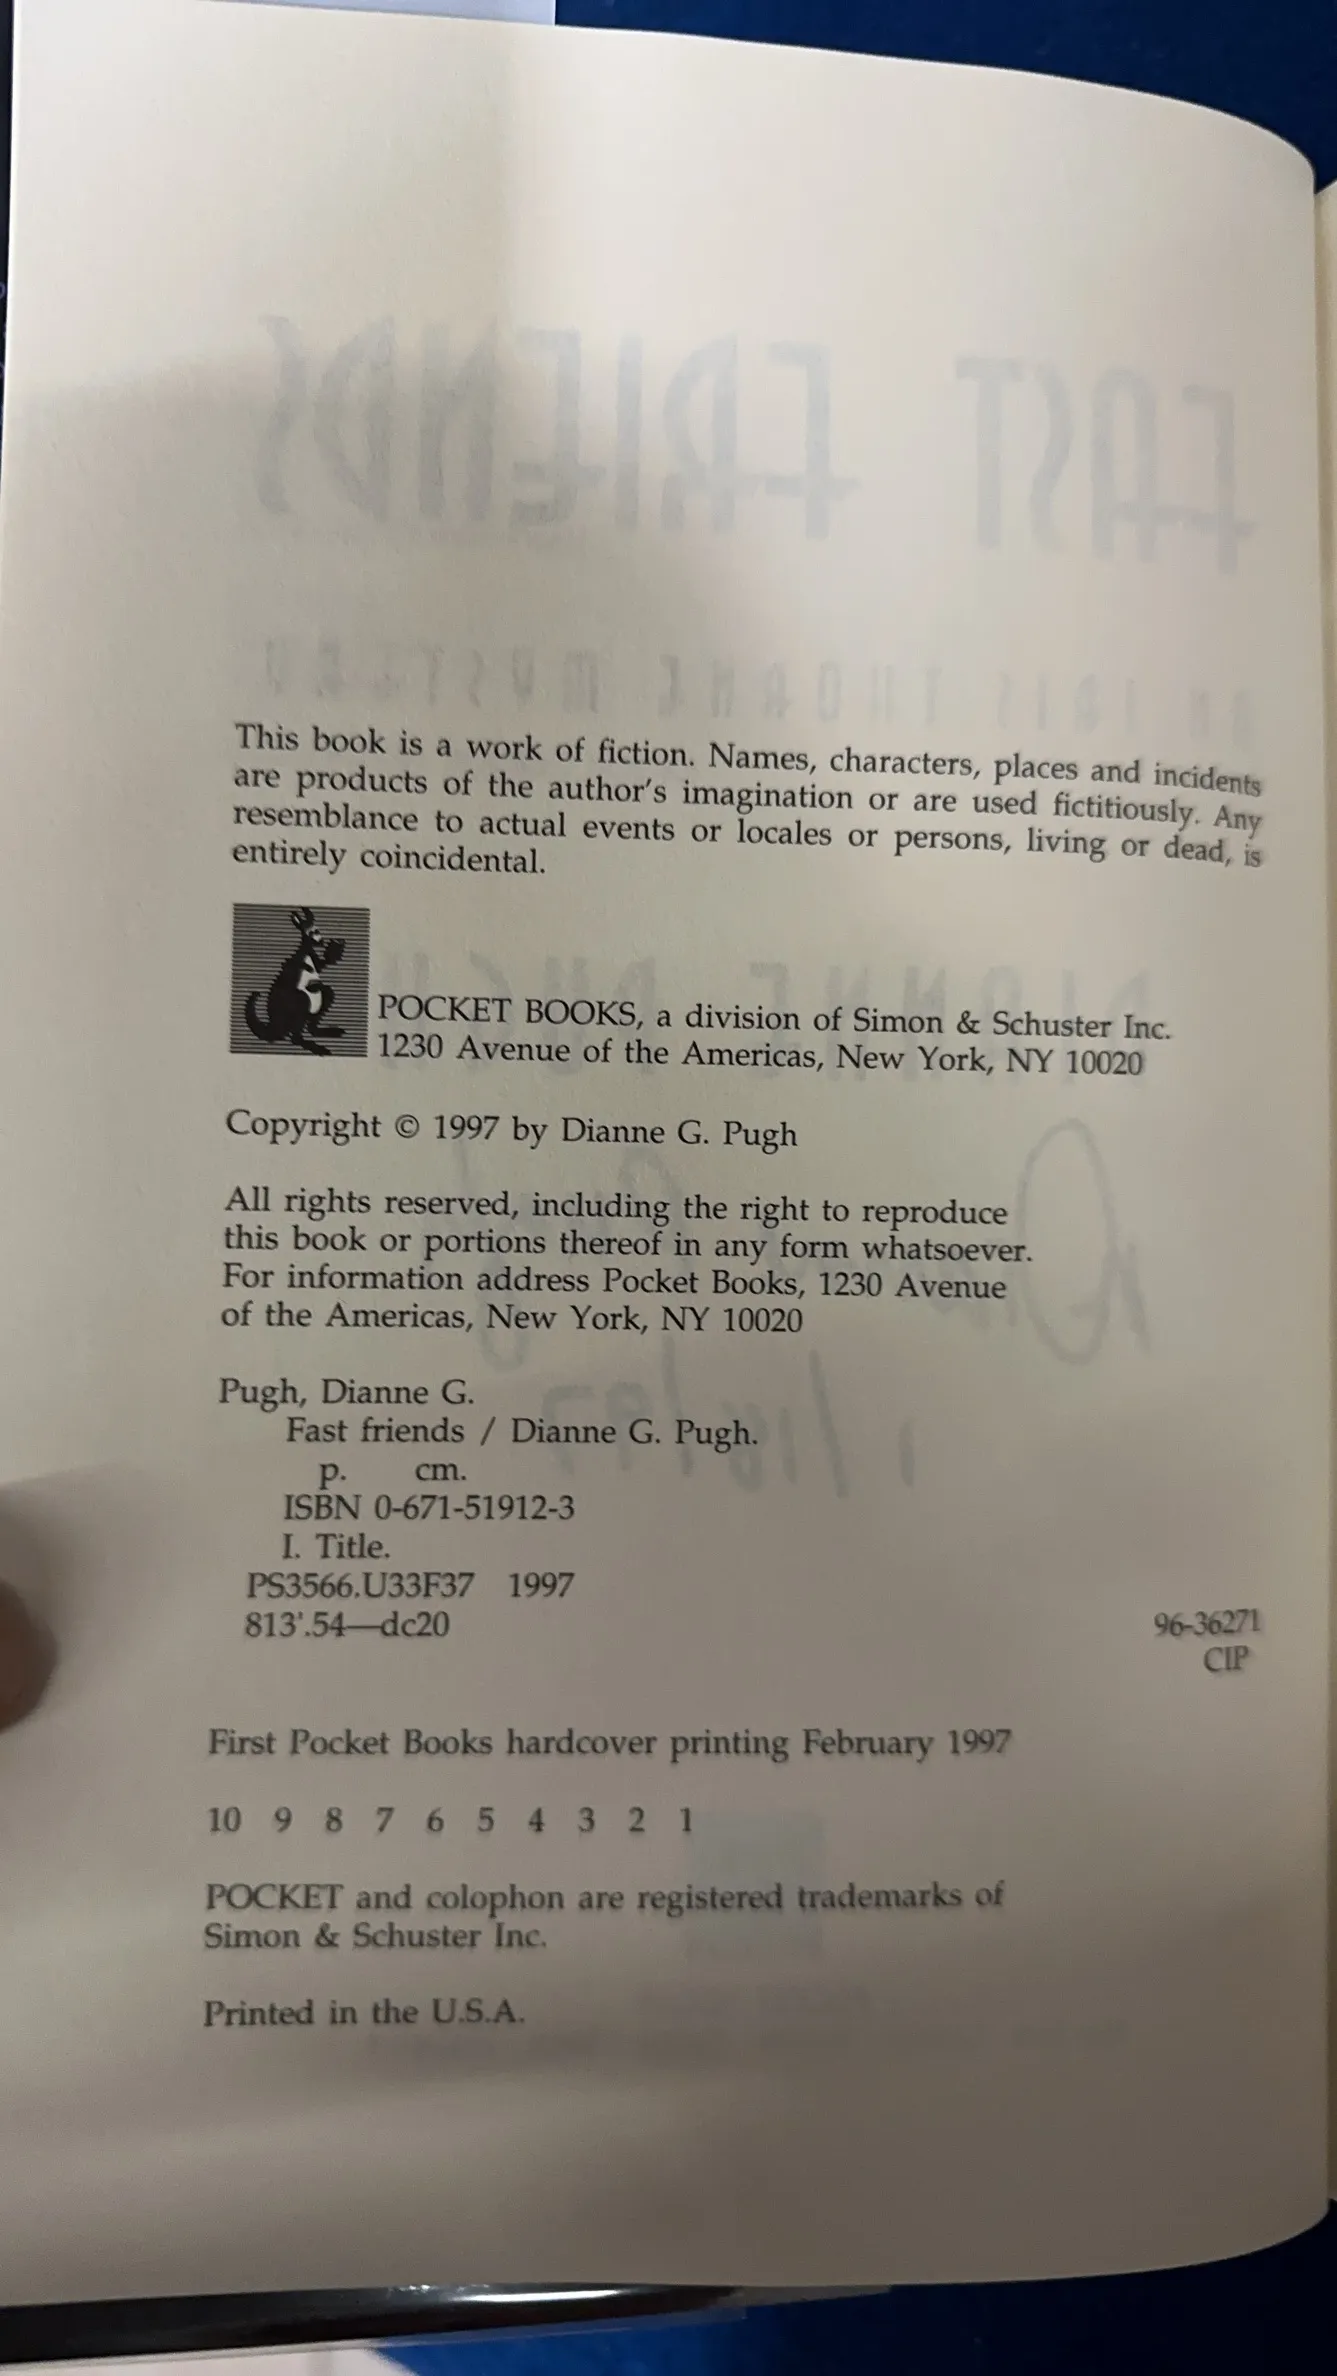 This book is a work of fiction. Names, characters, places and incidents
are products of the author's imagination or are used fictitiously. Any
resemblance to actual events or locales or persons, living or dead, is
entirely coincidental.
POCKET BOOKS, a division of Simon & Schuster Inc.
1230 Avenue of the Americas, New York, NY 10020
Copyright © 1997 by Dianne G. Pugh
All rights reserved, including the right to reproduce
this book or portions thereof in any form whatsoever.
For information address Pocket Books, 1230 Avenue
of the Americas, New York, NY 10020
Pugh, Dianne G.
Fast friends / Dianne G. Pugh.
p. cm.
ISBN 0-671-51912-3
I. Title.
PS3566.U33F37 1997
813'.54—dc20 96-36271
CIP
First Pocket Books hardcover printing February 1997
10 9 8 7 6 5 4 3 2 1
POCKET and colophon are registered trademarks of
Simon & Schuster Inc.
Printed in the U.S.A.